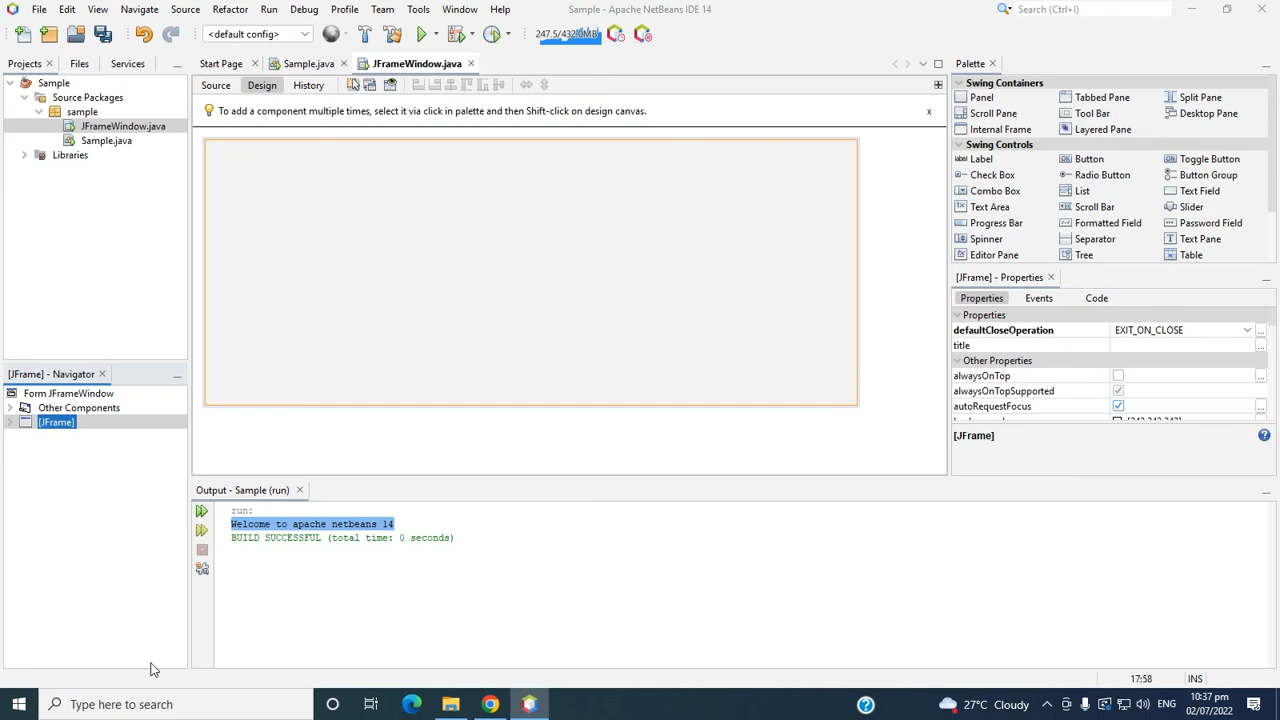 File Edit View Navigate Source Refactor Run Debug Profile Team Tools Window Help
Sample - Apache NetBeans IDE 14
Search (Ctrl+I)
<default config>
247.5/432.0MB
Projects Files Services
Start Page Sample.java JFrameWindow.java
Palette
Sample
Source Packages
sample
JFrameWindow.java
Sample.java
Libraries
Source Design History
To add a component multiple times, select it via click in palette and then Shift-click on design canvas.
x
Swing Containers
Panel Tabbed Pane Split Pane
Scroll Pane Tool Bar Desktop Pane
Internal Frame Layered Pane
Swing Controls
label Label OK Button Toggle Button
Check Box Radio Button Button Group
Combo Box List Text Field
Text Area Scroll Bar Slider
Progress Bar Formatted Field Password Field
Spinner Separator Text Pane
Editor Pane Tree Table
[JFrame] - Properties
Properties Events Code
Properties
defaultCloseOperation EXIT_ON_CLOSE
title
Other Properties
alwaysOnTop
alwaysOnTopSupported
autoRequestFocus
[JFrame]
[JFrame] - Navigator
Form JFrameWindow
Other Components
[JFrame]
Output - Sample (run)
run:
Welcome to apache netbeans 14
BUILD SUCCESSFUL (total time: 0 seconds)
17:58 INS
Type here to search
27°C Cloudy
ENG
10:37 pm
02/07/2022